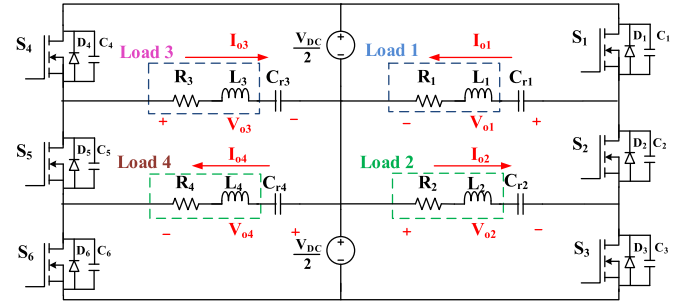 S4 D4 C4 Load 3 Io3 VDC/2 Io1 Load 1 S1 D1 C1
R3 L3 Cr3 R1 L1 Cr1
+ Vo3 − − Vo1 +
S5 D5 C5 Load 4 Io4 Io2 Load 2 S2 D2 C2
R4 L4 Cr4 R2 L2 Cr2
− Vo4 + + Vo2 −
S6 D6 C6 VDC/2 S3 D3 C3